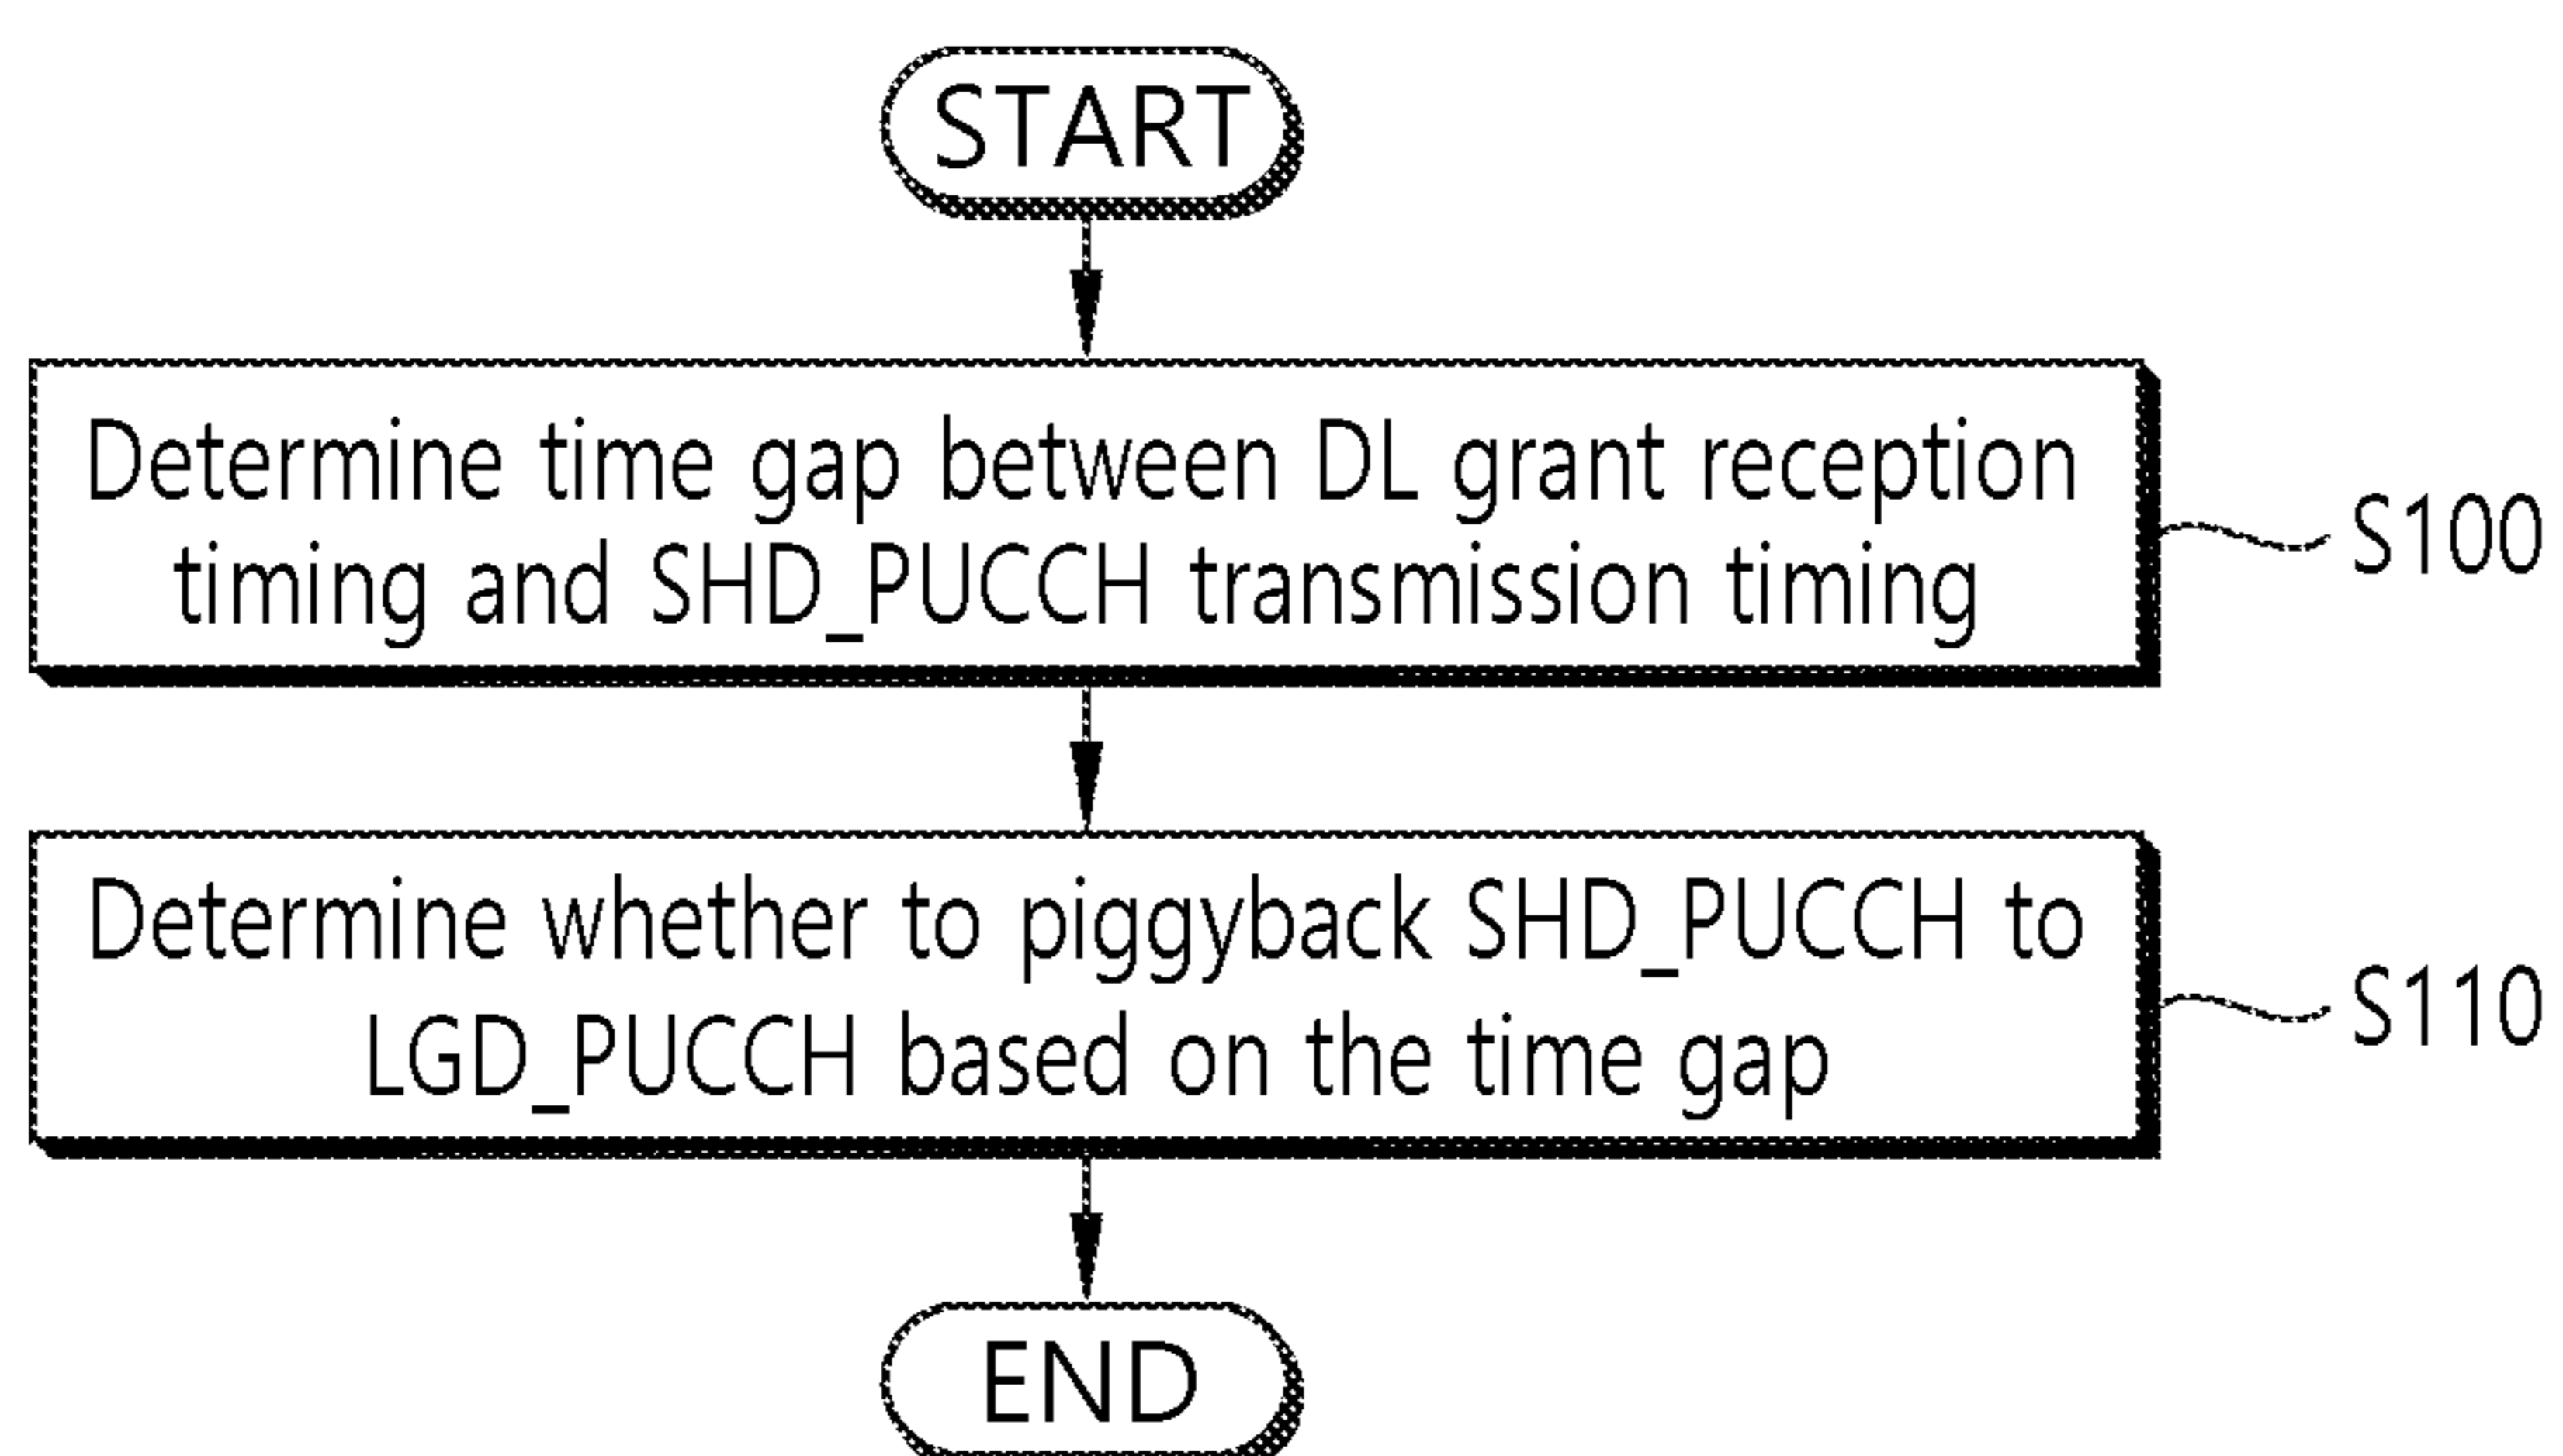 START
Determine time gap between DL grant reception
timing and SHD_PUCCH transmission timing
S100
Determine whether to piggyback SHD_PUCCH to
LGD_PUCCH based on the time gap
S110
END